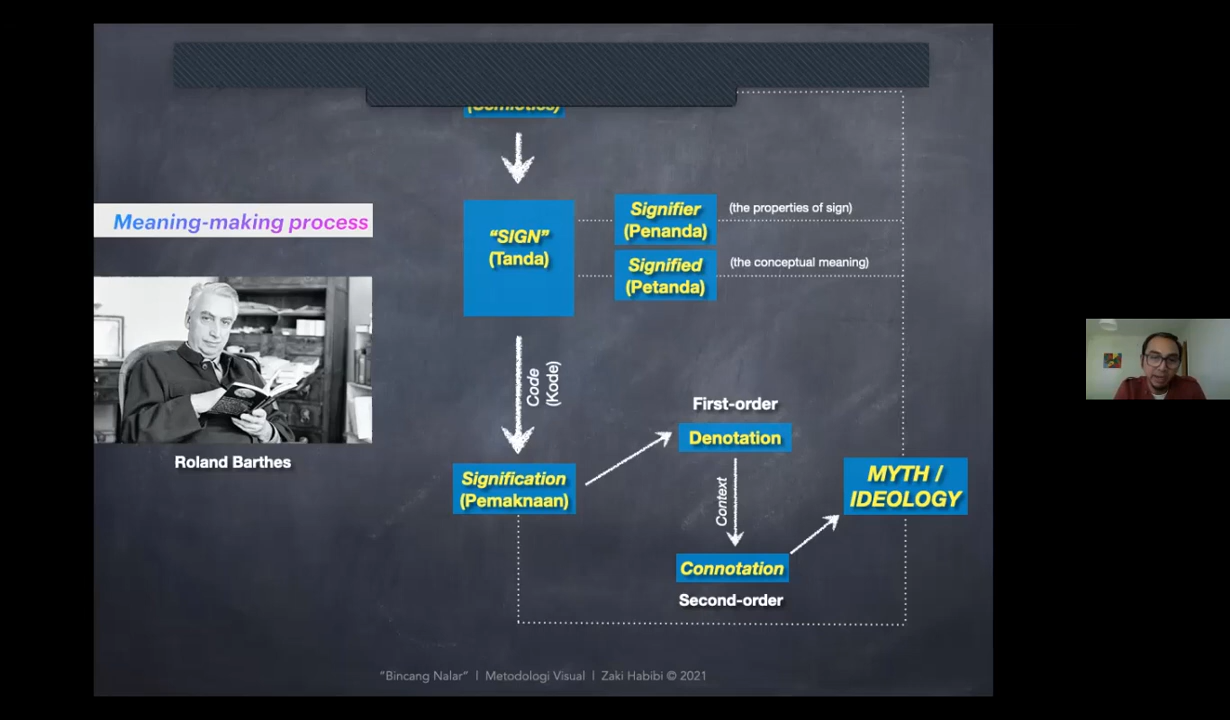 (Semiotics)
Meaning-making process
"SIGN"
(Tanda)
Signifier
(Penanda)
(the properties of sign)
Signified
(Petanda)
(the conceptual meaning)
Code
(Kode)
Roland Barthes
Signification
(Pemaknaan)
First-order
Denotation
Context
Connotation
Second-order
MYTH /
IDEOLOGY
"Bincang Nalar" | Metodologi Visual | Zaki Habibi © 2021